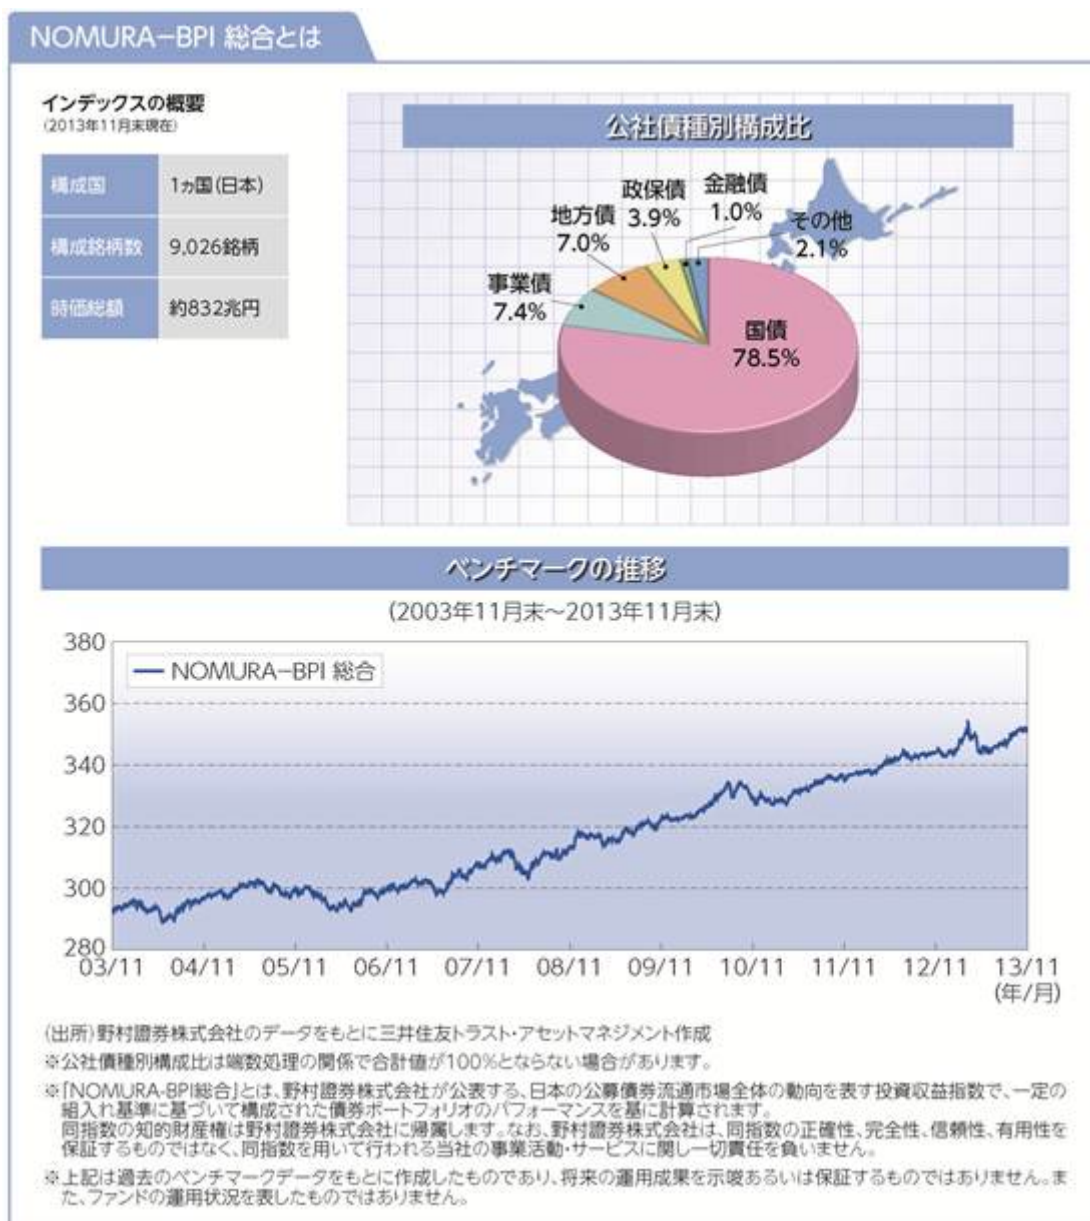 NOMURA−BPI 総合とは
インデックスの概要
(2013年11月末現在)
構成国 1ヵ国(日本)
構成銘柄数 9,026銘柄
時価総額 約832兆円
公社債種別構成比
金融債
1.0%
政保債
3.9%
地方債
7.0%
その他
2.1%
事業債
7.4%
国債
78.5%
ベンチマークの推移
(2003年11月末～2013年11月末)
NOMURA−BPI 総合
380
360
340
320
300
280
03/11 04/11 05/11 06/11 07/11 08/11 09/11 10/11 11/11 12/11 13/11
(年/月)
(出所)野村證券株式会社のデータをもとに三井住友トラスト・アセットマネジメント作成
※公社債種別構成比は端数処理の関係で合計値が100%とならない場合があります。
※「NOMURA-BPI総合」とは、野村證券株式会社が公表する、日本の公募債券流通市場全体の動向を表す投資収益指数で、一定の
組入れ基準に基づいて構成された債券ポートフォリオのパフォーマンスを基に計算されます。
同指数の知的財産権は野村證券株式会社に帰属します。なお、野村證券株式会社は、同指数の正確性、完全性、信頼性、有用性を
保証するものではなく、同指数を用いて行われる当社の事業活動・サービスに関し一切責任を負いません。
※上記は過去のベンチマークデータをもとに作成したものであり、将来の運用成果を示唆あるいは保証するものではありません。ま
た、ファンドの運用状況を表したものではありません。